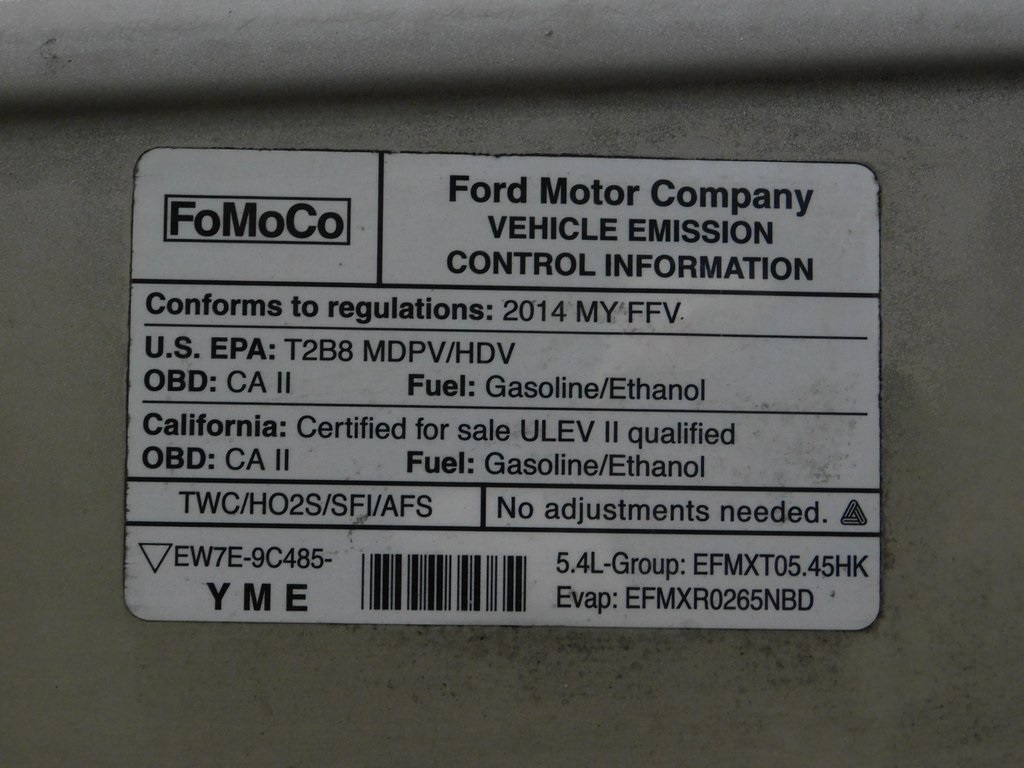 FoMoCo
Ford Motor Company
VEHICLE EMISSION
CONTROL INFORMATION
Conforms to regulations: 2014 MY FFV.
U.S. EPA: T2B8 MDPV/HDV
OBD: CA II Fuel: Gasoline/Ethanol
California: Certified for sale ULEV II qualified
OBD: CA II Fuel: Gasoline/Ethanol
TWC/HO2S/SFI/AFS
No adjustments needed.
EW7E-9C485-
Y M E
5.4L-Group: EFMXT05.45HK
Evap: EFMXR0265NBD